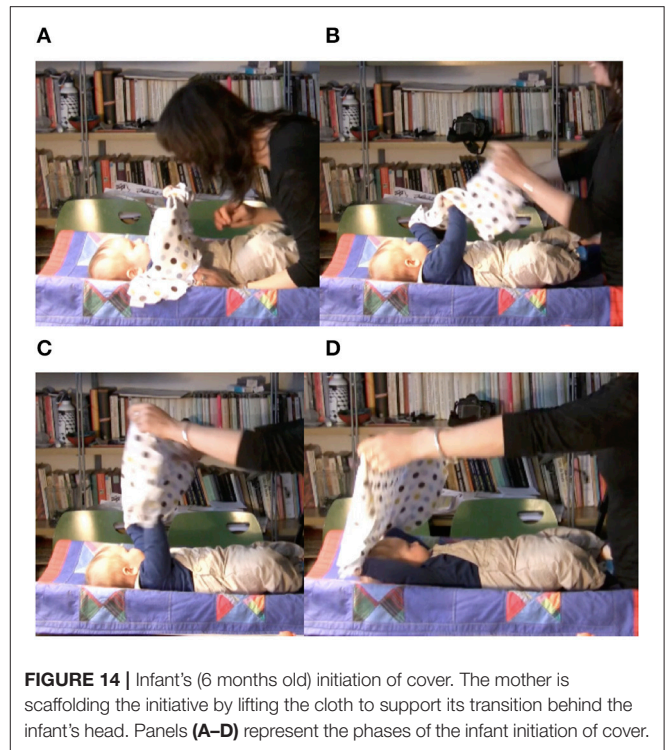 A
B
C
D
FIGURE 14 | Infant's (6 months old) initiation of cover. The mother is
scaffolding the initiative by lifting the cloth to support its transition behind the
infant's head. Panels (A–D) represent the phases of the infant initiation of cover.